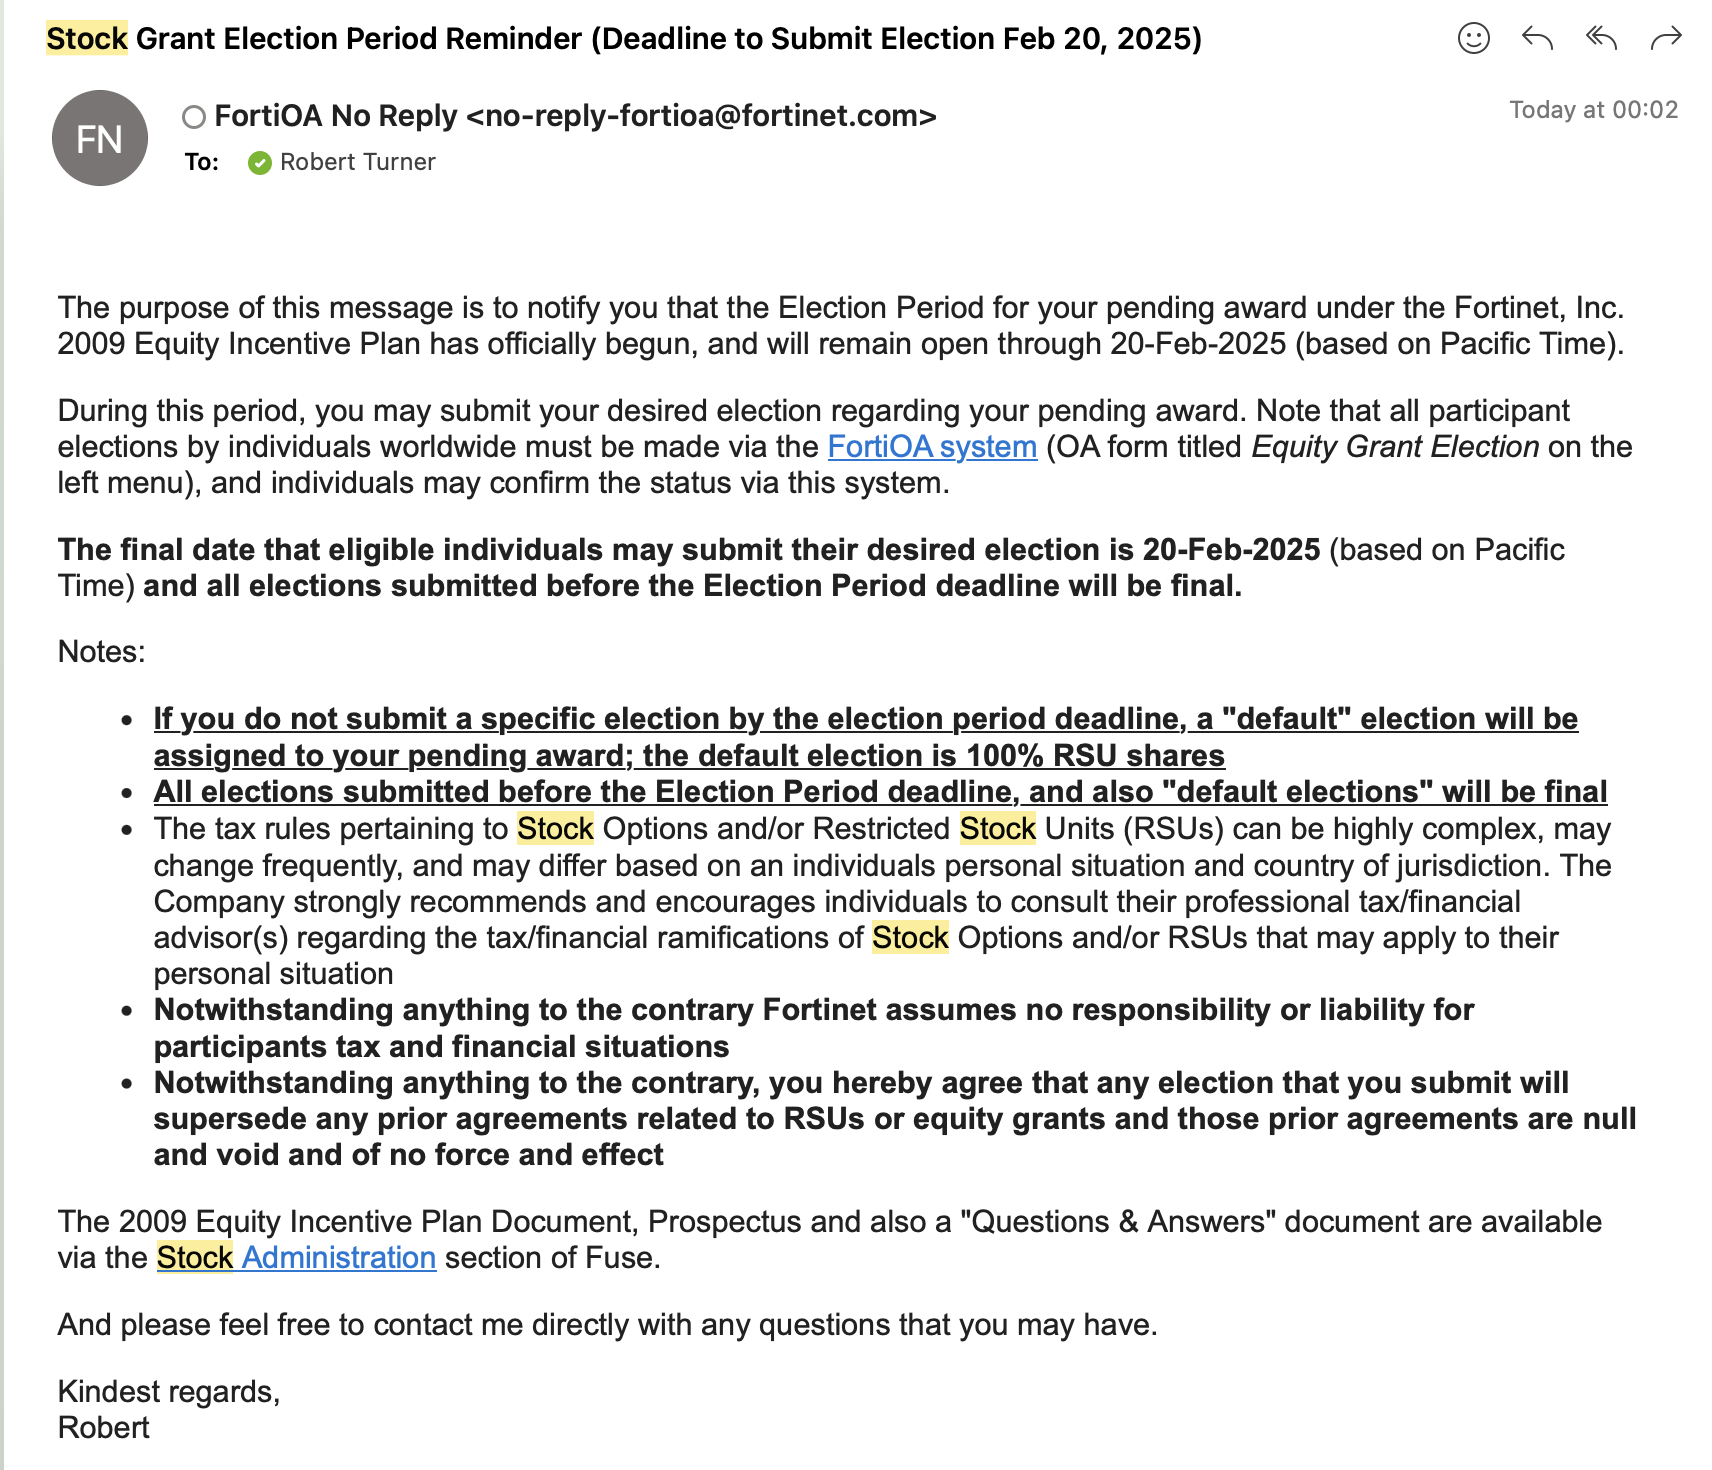 Stock Grant Election Period Reminder (Deadline to Submit Election Feb 20, 2025)
FN
FortiOA No Reply <no-reply-fortioa@fortinet.com>
Today at 00:02
To: Robert Turner
The purpose of this message is to notify you that the Election Period for your pending award under the Fortinet, Inc.
2009 Equity Incentive Plan has officially begun, and will remain open through 20-Feb-2025 (based on Pacific Time).
During this period, you may submit your desired election regarding your pending award. Note that all participant
elections by individuals worldwide must be made via the FortiOA system (OA form titled Equity Grant Election on the
left menu), and individuals may confirm the status via this system.
The final date that eligible individuals may submit their desired election is 20-Feb-2025 (based on Pacific
Time) and all elections submitted before the Election Period deadline will be final.
Notes:
• If you do not submit a specific election by the election period deadline, a "default" election will be
assigned to your pending award; the default election is 100% RSU shares
• All elections submitted before the Election Period deadline, and also "default elections" will be final
• The tax rules pertaining to Stock Options and/or Restricted Stock Units (RSUs) can be highly complex, may
change frequently, and may differ based on an individuals personal situation and country of jurisdiction. The
Company strongly recommends and encourages individuals to consult their professional tax/financial
advisor(s) regarding the tax/financial ramifications of Stock Options and/or RSUs that may apply to their
personal situation
• Notwithstanding anything to the contrary Fortinet assumes no responsibility or liability for
participants tax and financial situations
• Notwithstanding anything to the contrary, you hereby agree that any election that you submit will
supersede any prior agreements related to RSUs or equity grants and those prior agreements are null
and void and of no force and effect
The 2009 Equity Incentive Plan Document, Prospectus and also a "Questions & Answers" document are available
via the Stock Administration section of Fuse.
And please feel free to contact me directly with any questions that you may have.
Kindest regards,
Robert